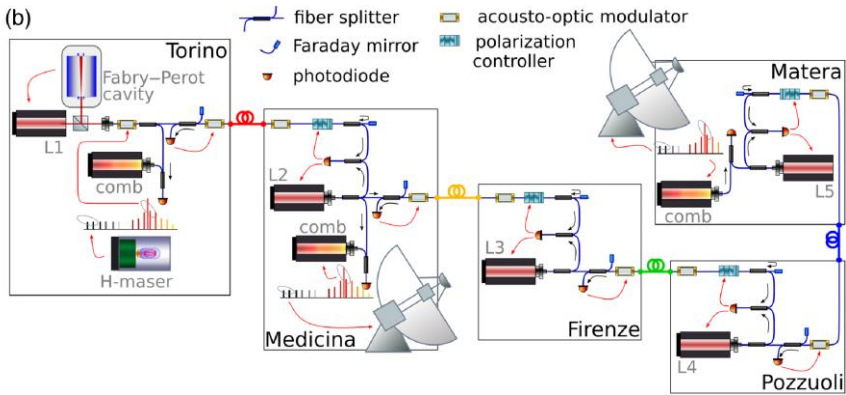 (b)
fiber splitter
Faraday mirror
photodiode
acousto-optic modulator
polarization
controller
Torino
Fabry–Perot
cavity
L1
comb
H-maser
L2
comb
Medicina
L3
Firenze
Matera
L5
comb
L4
Pozzuoli